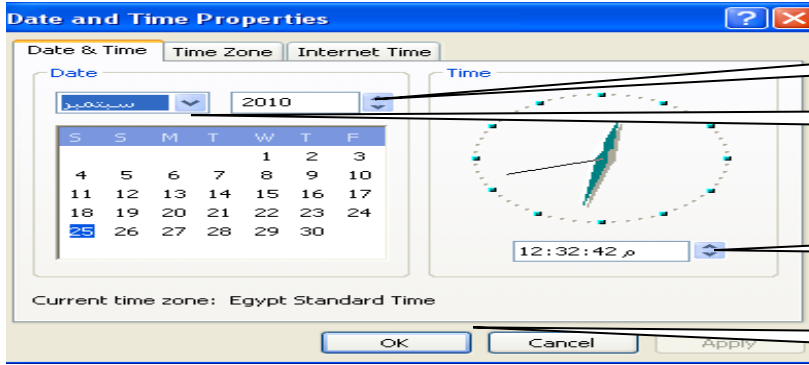 Date and Time Properties
Date & Time Time Zone Internet Time
Date Time
سبتمبر 2010
S S M T W T F
1 2 3
4 5 6 7 8 9 10
11 12 13 14 15 16 17
18 19 20 21 22 23 24
25 26 27 28 29 30
12:32:42 م
Current time zone: Egypt Standard Time
OK Cancel Apply